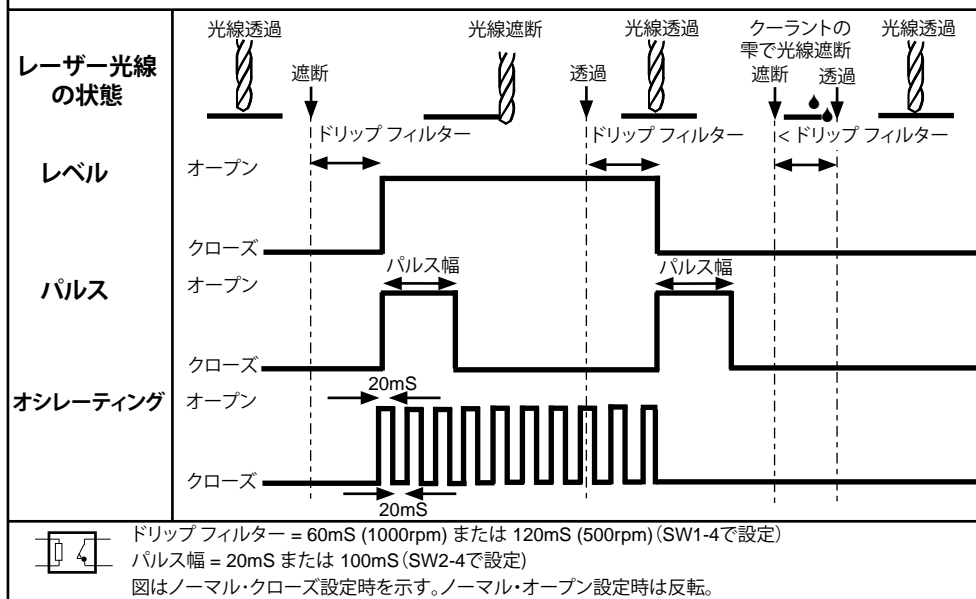 光線透過
光線遮断
光線透過
クーラントの
雫で光線遮断
光線透過
レーザー光線
の状態
遮断
透過
遮断
透過
ドリップ フィルター
ドリップ フィルター
< ドリップ フィルター
レベル
オープン
クローズ
パルス
オープン
パルス幅
パルス幅
クローズ
オシレーティング
オープン
20mS
クローズ
20mS
ドリップ フィルター = 60mS (1000rpm) または 120mS (500rpm)（SW1-4で設定）
パルス幅 = 20mS または 100mS（SW2-4で設定）
図はノーマル・クローズ設定時を示す。ノーマル・オープン設定時は反転。